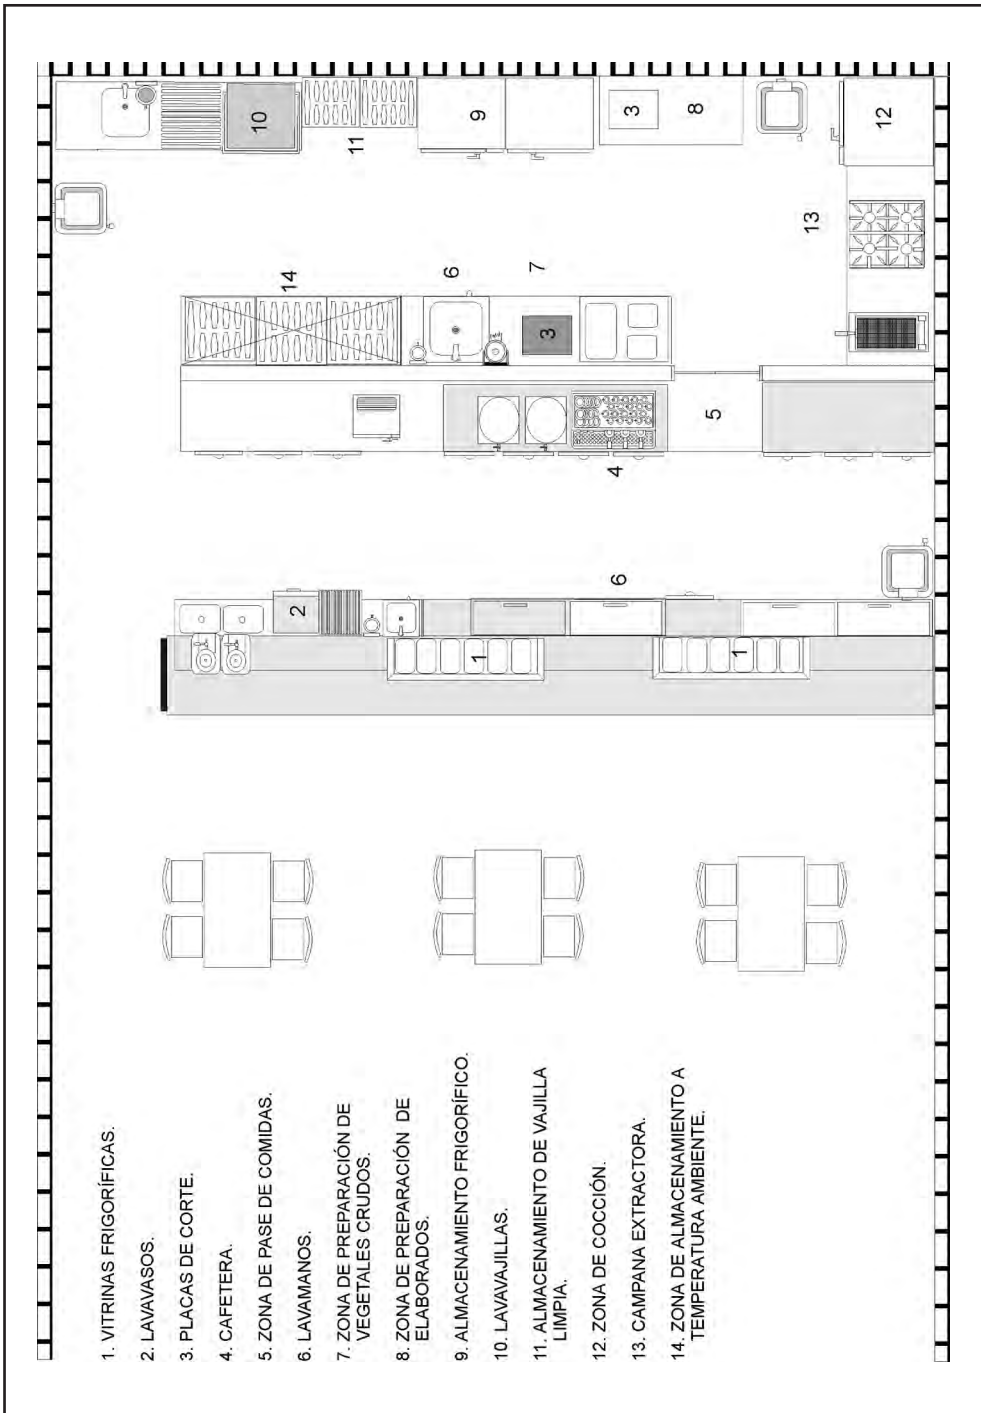 1. VITRINAS FRIGORÍFICAS.
2. LAVAVASOS.
3. PLACAS DE CORTE.
4. CAFETERA.
5. ZONA DE PASE DE COMIDAS.
6. LAVAMANOS.
7. ZONA DE PREPARACIÓN DE
VEGETALES CRUDOS.
8. ZONA DE PREPARACIÓN DE
ELABORADOS.
9. ALMACENAMIENTO FRIGORÍFICO.
10. LAVAVAJILLAS.
11. ALMACENAMIENTO DE VAJILLA
LIMPIA.
12. ZONA DE COCCIÓN.
13. CAMPANA EXTRACTORA.
14. ZONA DE ALMACENAMIENTO A
TEMPERATURA AMBIENTE.
1
1
2
6
4
5
14
6
3
7
13
10
11
9
3
8
12